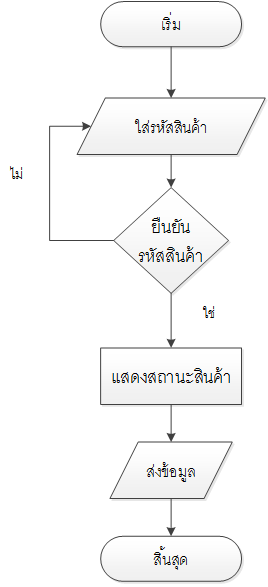 เริ่ม
ใส่รหัสสินค้า
ไม่
ยืนยัน
รหัสสินค้า
ใช่
แสดงสถานะสินค้า
ส่งข้อมูล
สิ้นสุด